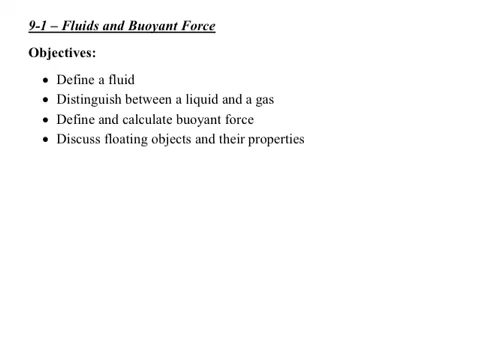 9-1 – Fluids and Buoyant Force
Objectives:
• Define a fluid
• Distinguish between a liquid and a gas
• Define and calculate buoyant force
• Discuss floating objects and their properties